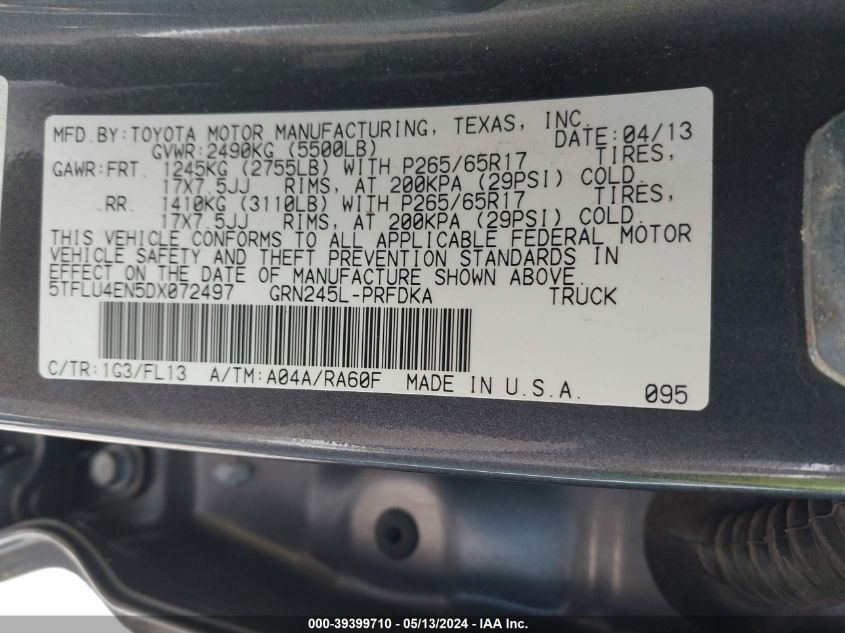 MFD.BY:TOYOTA MOTOR MANUFACTURING, TEXAS, INC.
GVWR:2490KG (5500LB) DATE:04/13
GAWR:FRT. 1245KG (2755LB) WITH P265/65R17 TIRES,
17X7.5JJ RIMS, AT 200KPA (29PSI) COLD.
RR. 1410KG (3110LB) WITH P265/65R17 TIRES,
17X7.5JJ RIMS, AT 200KPA (29PSI) COLD.
THIS VEHICLE CONFORMS TO ALL APPLICABLE FEDERAL MOTOR
VEHICLE SAFETY AND THEFT PREVENTION STANDARDS IN
EFFECT ON THE DATE OF MANUFACTURE SHOWN ABOVE.
5TFLU4EN5DX072497 GRN245L-PRFDKA TRUCK
C/TR:1G3/FL13 A/TM:A04A/RA60F MADE IN U.S.A. 095
000-39399710 - 05/13/2024 - IAA Inc.